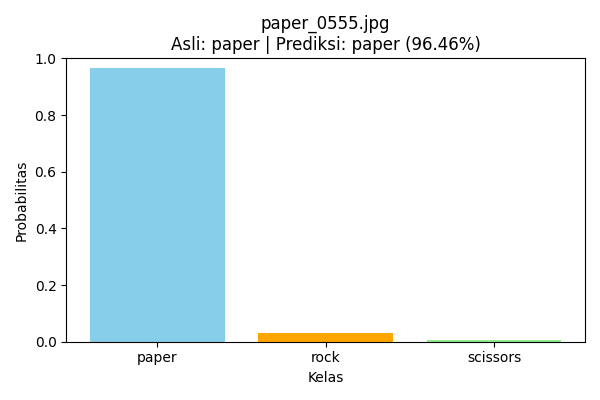 paper_0555.jpg
Asli: paper | Prediksi: paper (96.46%)
1.0
0.8
0.6
0.4
0.2
0.0
Probabilitas
paper rock scissors
Kelas